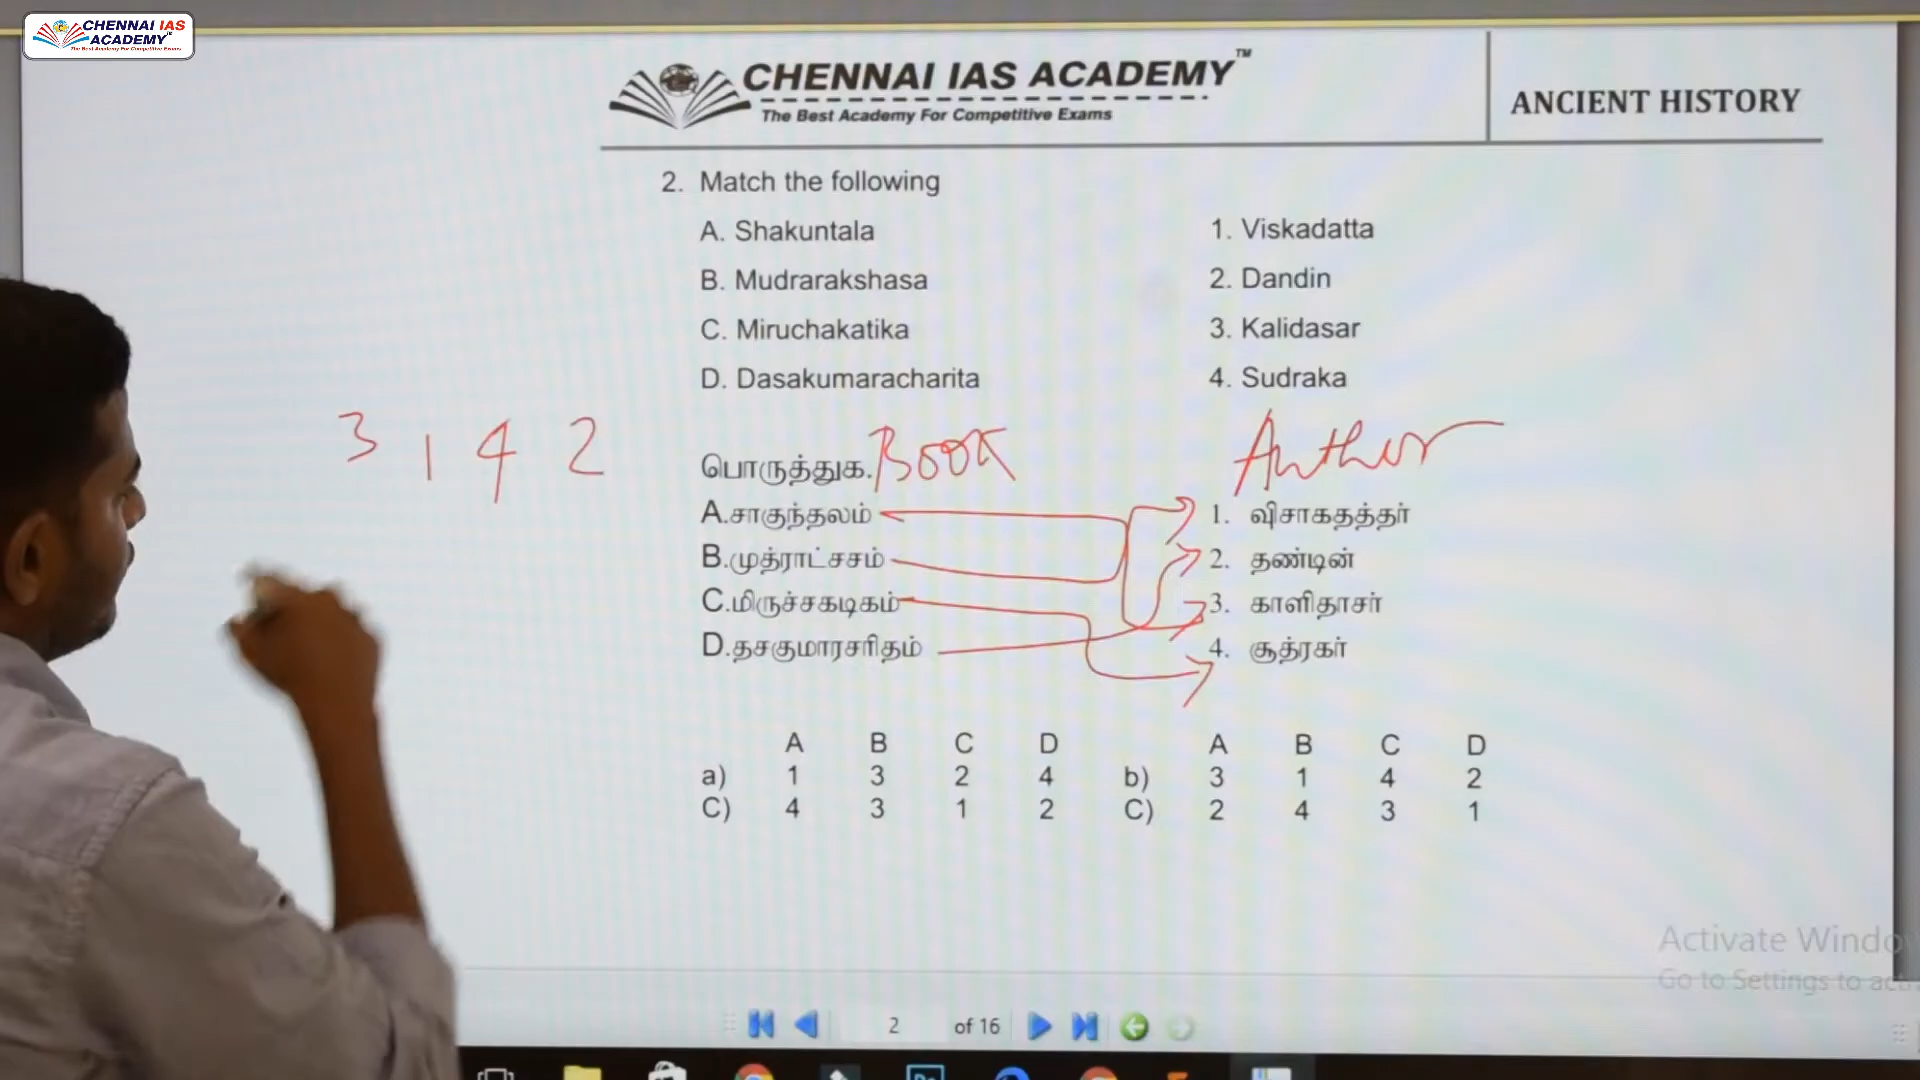 CHENNAI IAS
ACADEMY
The Best Academy For Competitive Exams
CHENNAI IAS ACADEMY™
The Best Academy For Competitive Exams
ANCIENT HISTORY
2. Match the following
A. Shakuntala 1. Viskadatta
B. Mudrarakshasa 2. Dandin
C. Miruchakatika 3. Kalidasar
D. Dasakumaracharita 4. Sudraka
3 1 4 2
பொருத்துக. Book Author
A.சாகுந்தலம் 1. விசாகதத்தர்
B.முத்ராட்சசம் 2. தண்டின்
C.மிருச்சகடிகம் 3. காளிதாசர்
D.தசகுமாரசரிதம் 4. சூத்ரகர்
A B C D A B C D
a) 1 3 2 4 b) 3 1 4 2
C) 4 3 1 2 C) 2 4 3 1
Activate Windo
Go to Settings to act
2 of 16